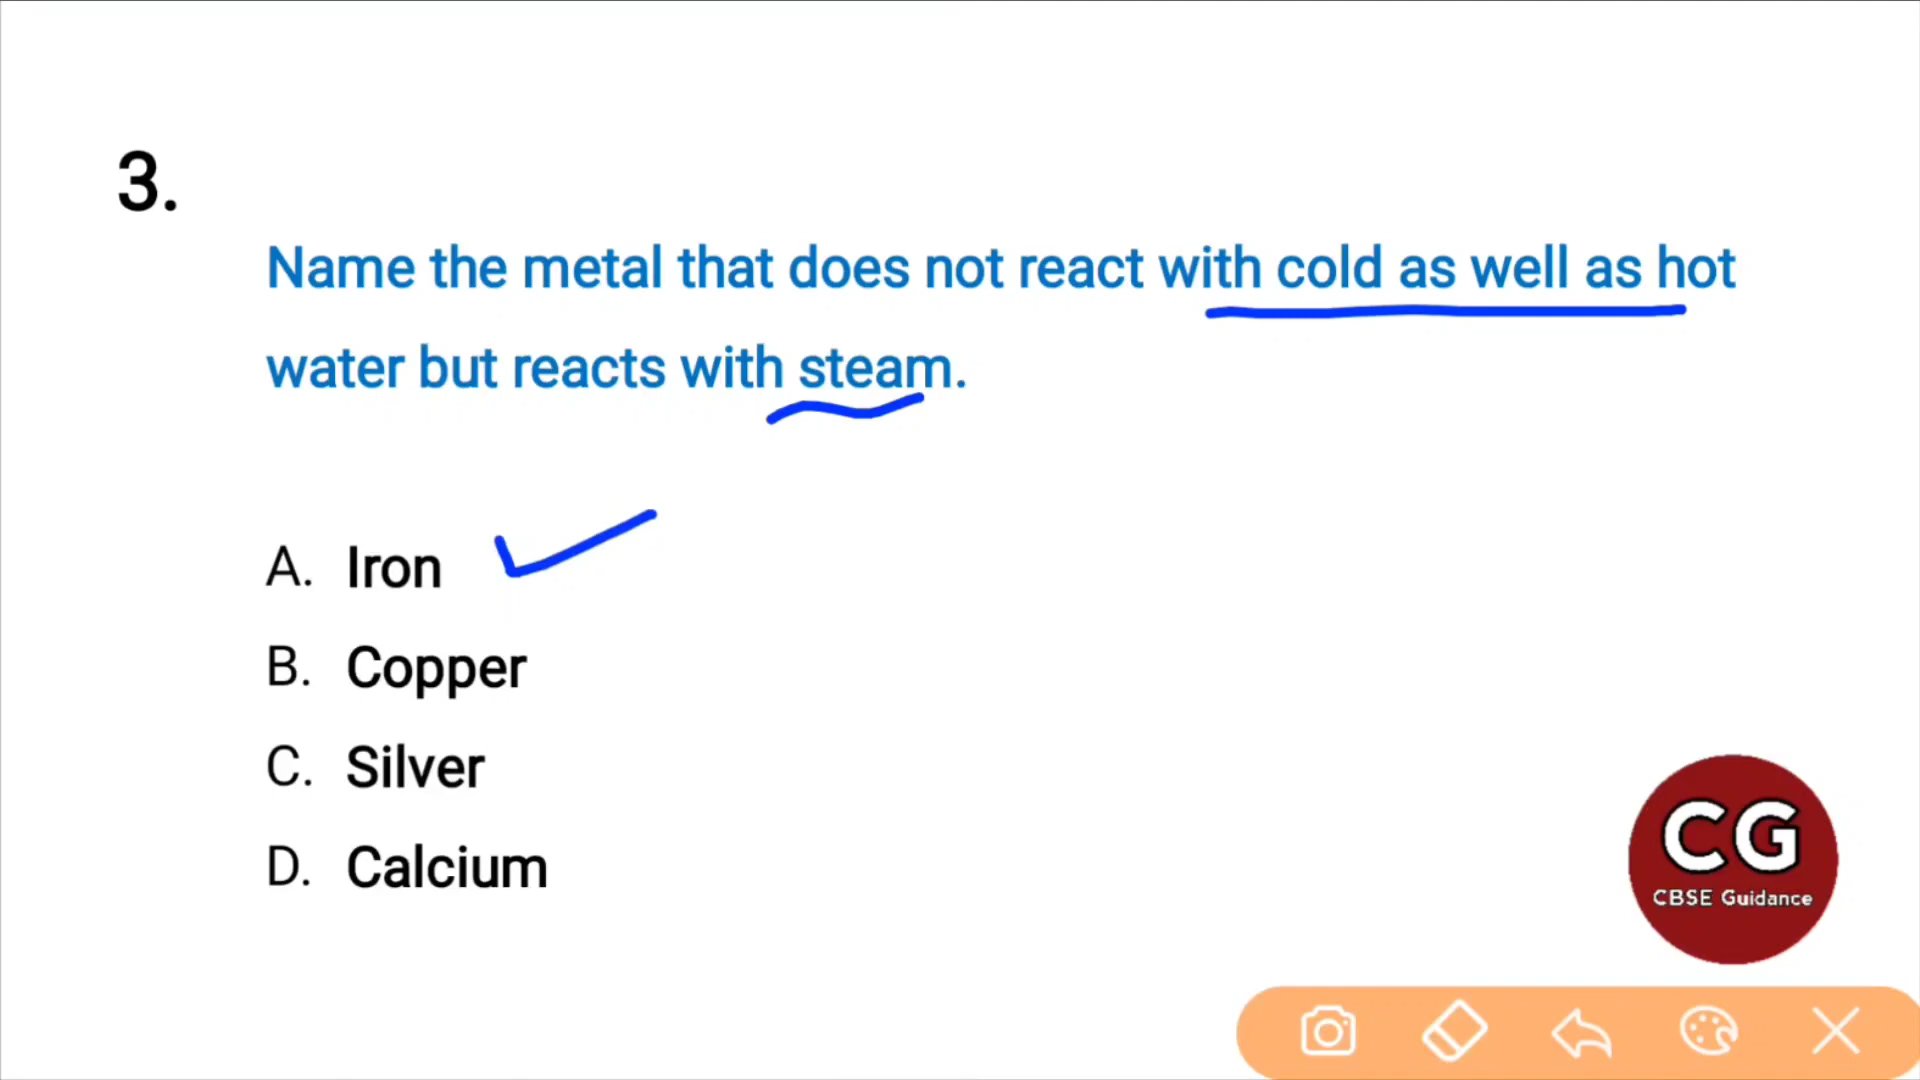 3.
Name the metal that does not react with cold as well as hot
water but reacts with steam.
A. Iron
B. Copper
C. Silver
D. Calcium
CG
CBSE Guidance